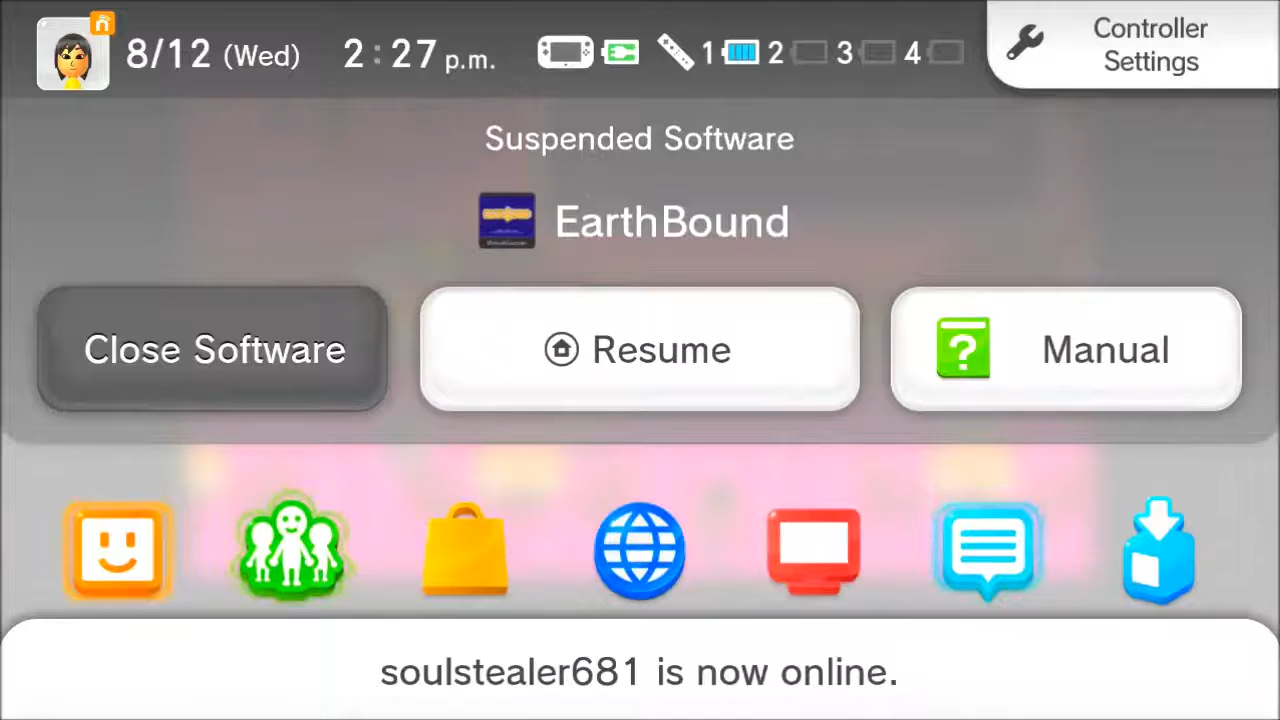 8/12 (Wed) 2:27 p.m. 1 2 3 4
Controller
Settings
Suspended Software
EarthBound
Close Software
Resume
? Manual
soulstealer681 is now online.